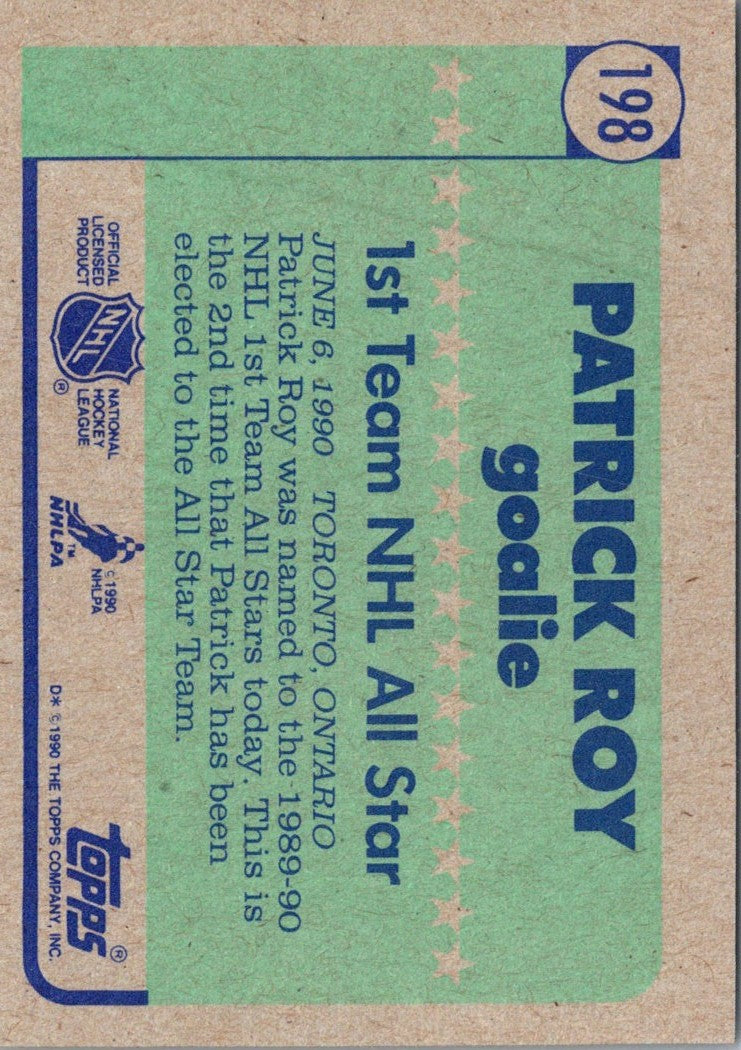 198
PATRICK ROY
goalie
1st Team NHL All Star
JUNE 6, 1990 TORONTO, ONTARIO
Patrick Roy was named to the 1989-90
NHL 1st Team All Stars today. This is
the 2nd time that Patrick has been
elected to the All Star Team.
OFFICIAL
LICENSED
PRODUCT
NHL
®
NATIONAL
HOCKEY
LEAGUE
© 1990
NHLPA
™
NHLPA
topps®
D* © 1990 THE TOPPS COMPANY, INC.